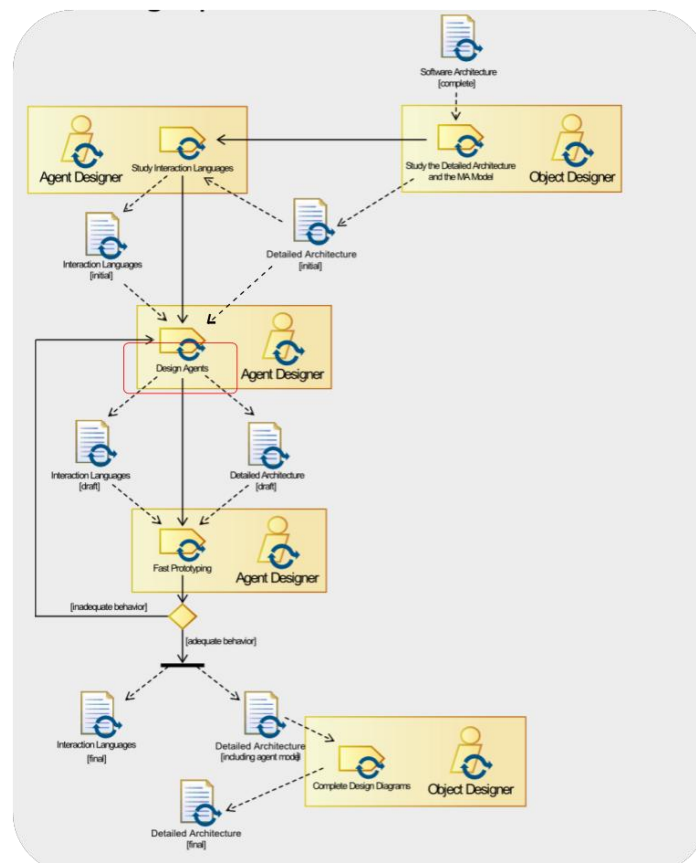 Software Architecture
[complete]
Agent Designer
Study Interaction Languages
Study the Detailed Architecture
and the MA Model
Object Designer
Interaction Languages
[initial]
Detailed Architecture
[initial]
Design Agents
Agent Designer
Interaction Languages
[draft]
Detailed Architecture
[draft]
Fast Prototyping
Agent Designer
[inadequate behavior]
[adequate behavior]
Interaction Languages
[final]
Detailed Architecture
[including agent model]
Complete Design Diagrams
Object Designer
Detailed Architecture
[final]